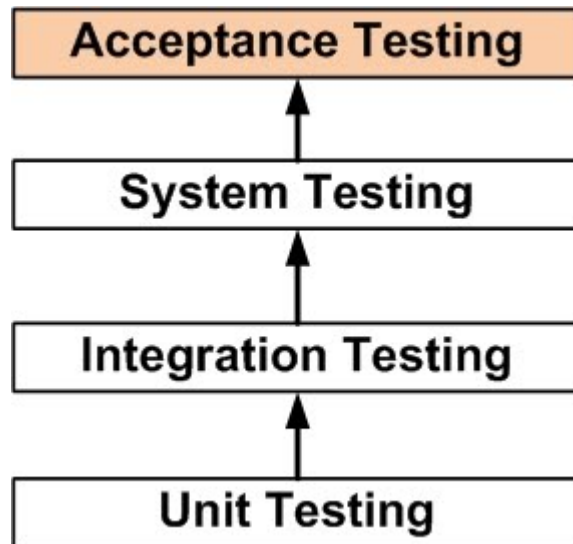 Acceptance Testing
System Testing
Integration Testing
Unit Testing